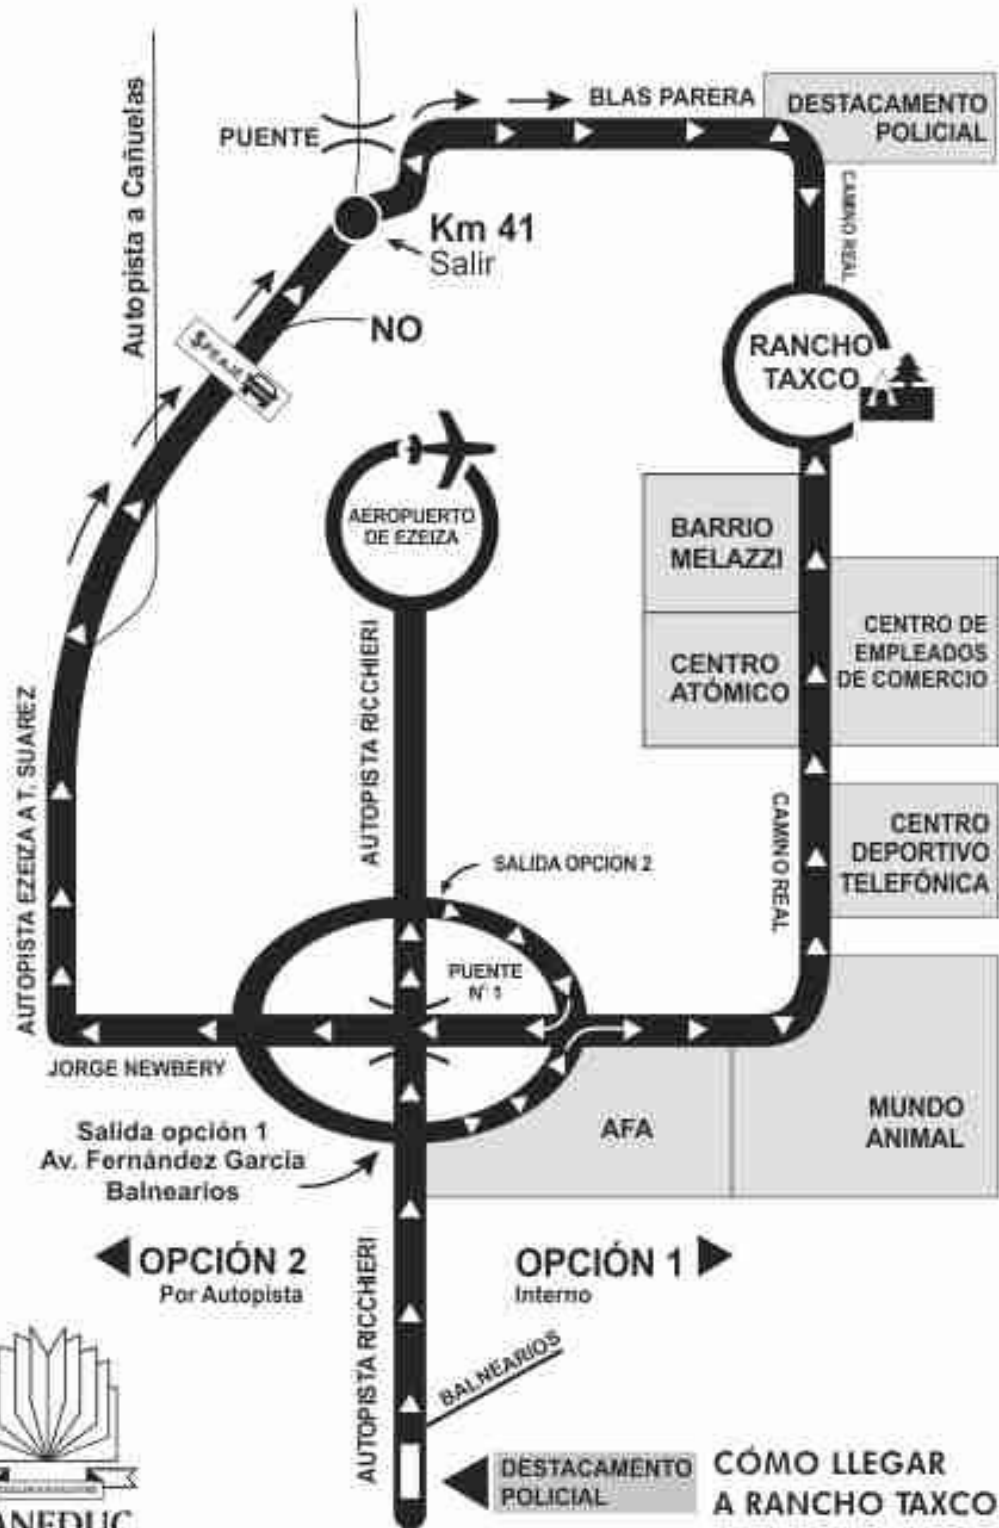 BLAS PARERA
DESTACAMENTO
POLICIAL
PUENTE
Autopista a Cañuelas
CAMINO REAL
Km 41
Salir
NO
$PEAJE
RANCHO
TAXCO
AEROPUERTO
DE EZEIZA
BARRIO
MELAZZI
CENTRO DE
EMPLEADOS
DE COMERCIO
CENTRO
ATÓMICO
AUTOPISTA RICCHIERI
AUTOPISTA EZEIZA A T. SUAREZ
CAMINO REAL
CENTRO
DEPORTIVO
TELEFÓNICA
SALIDA OPCION 2
PUENTE
N° 1
JORGE NEWBERY
AFA
MUNDO
ANIMAL
Salida opción 1
Av. Fernández García
Balnearios
OPCIÓN 2
Por Autopista
OPCIÓN 1
Interno
AUTOPISTA RICCHIERI
BALNEARIOS
DESTACAMENTO
POLICIAL
CÓMO LLEGAR
A RANCHO TAXCO